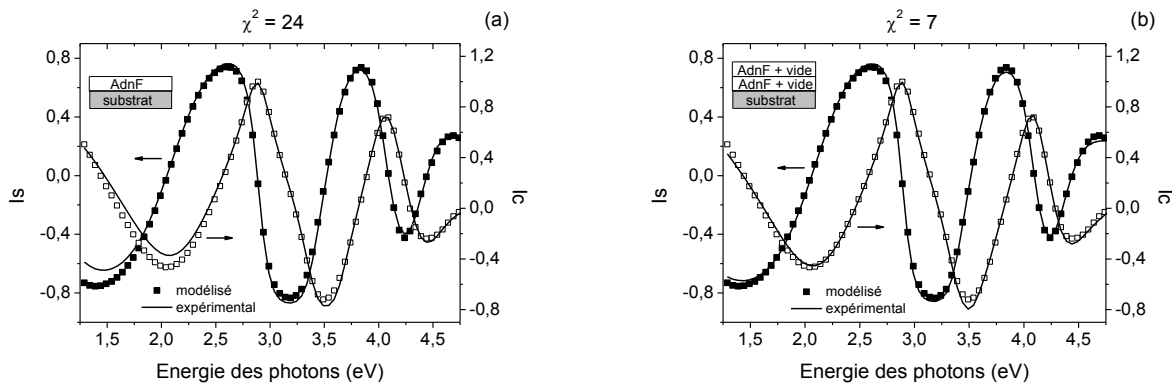 χ² = 24
(a)
AdnF
substrat
modélisé
expérimental
0,8
0,4
0,0
-0,4
-0,8
Is
1,2
0,8
0,4
0,0
-0,4
-0,8
Ic
1,5 2,0 2,5 3,0 3,5 4,0 4,5
Energie des photons (eV)
χ² = 7
(b)
AdnF + vide
AdnF + vide
substrat
modélisé
expérimental
0,8
0,4
0,0
-0,4
-0,8
Is
1,2
0,8
0,4
0,0
-0,4
-0,8
Ic
1,5 2,0 2,5 3,0 3,5 4,0 4,5
Energie des photons (eV)